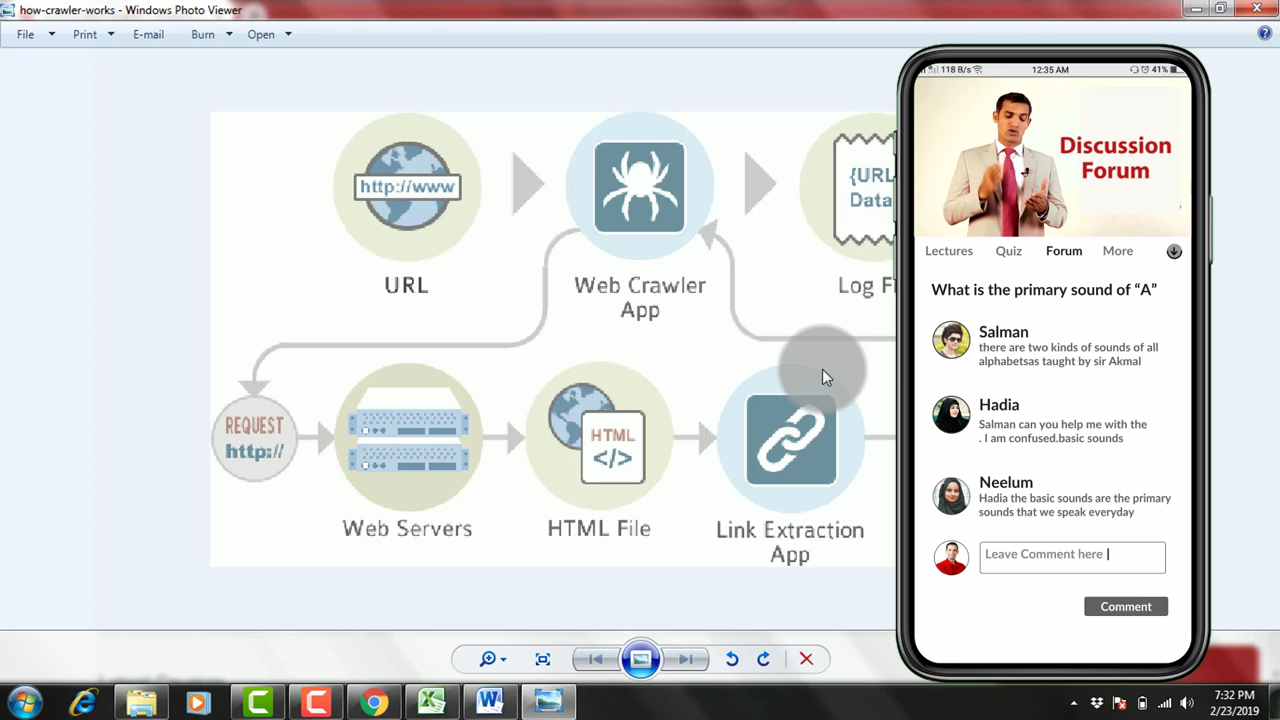 how-crawler-works - Windows Photo Viewer
File
Print
E-mail
Burn
Open
http://www
{URL
Data
URL
Web Crawler
App
Log Fi
REQUEST
http://
HTML
</>
Web Servers
HTML File
Link Extraction
App
118 B/s
12:35 AM
41%
Discussion
Forum
Lectures
Quiz
Forum
More
What is the primary sound of “A”
Salman
there are two kinds of sounds of all
alphabetsas taught by sir Akmal
Hadia
Salman can you help me with the
. I am confused.basic sounds
Neelum
Hadia the basic sounds are the primary
sounds that we speak everyday
Leave Comment here
Comment
7:32 PM
2/23/2019